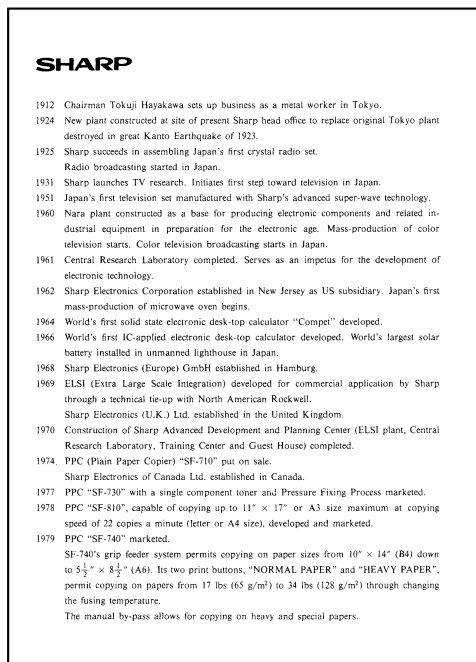 SHARP
1912 Chairman Tokuji Hayakawa sets up business as a metal worker in Tokyo.
1924 New plant constructed at site of present Sharp head office to replace original Tokyo plant
destroyed in great Kanto Earthquake of 1923.
1925 Sharp succeeds in assembling Japan's first crystal radio set.
Radio broadcasting started in Japan.
1931 Sharp launches TV research. Initiates first step toward television in Japan.
1951 Japan's first television set manufactured with Sharp's advanced super-wave technology.
1960 Nara plant constructed as a base for producing electronic components and related in-
dustrial equipment in preparation for the electronic age. Mass-production of color
television starts. Color television broadcasting starts in Japan.
1961 Central Research Laboratory completed. Serves as an impetus for the development of
electronic technology.
1962 Sharp Electronics Corporation established in New Jersey as US subsidiary. Japan's first
mass-production of microwave oven begins.
1964 World's first solid state electronic desk-top calculator "Compet" developed.
1966 World's first IC-applied electronic desk-top calculator developed. World's largest solar
battery installed in unmanned lighthouse in Japan.
1968 Sharp Electronics (Europe) GmbH established in Hamburg.
1969 ELSI (Extra Large Scale Integration) developed for commercial application by Sharp
through a technical tie-up with North American Rockwell.
Sharp Electronics (U.K.) Ltd. established in the United Kingdom.
1970 Construction of Sharp Advanced Development and Planning Center (ELSI plant, Central
Research Laboratory, Training Center and Guest House) completed.
1974 PPC (Plain Paper Copier) "SF-710" put on sale.
Sharp Electronics of Canada Ltd. established in Canada.
1977 PPC "SF-730" with a single component toner and Pressure Fixing Process marketed.
1978 PPC "SF-810", capable of copying up to 11" × 17" or A3 size maximum at copying
speed of 22 copies a minute (letter or A4 size), developed and marketed.
1979 PPC "SF-740" marketed.
SF-740's grip feeder system permits copying on paper sizes from 10" × 14" (B4) down
to 5½" × 8½" (A6). Its two print buttons, "NORMAL PAPER" and "HEAVY PAPER",
permit copying on papers from 17 lbs (65 g/m²) to 34 lbs (128 g/m²) through changing
the fusing temperature.
The manual by-pass allows for copying on heavy and special papers.